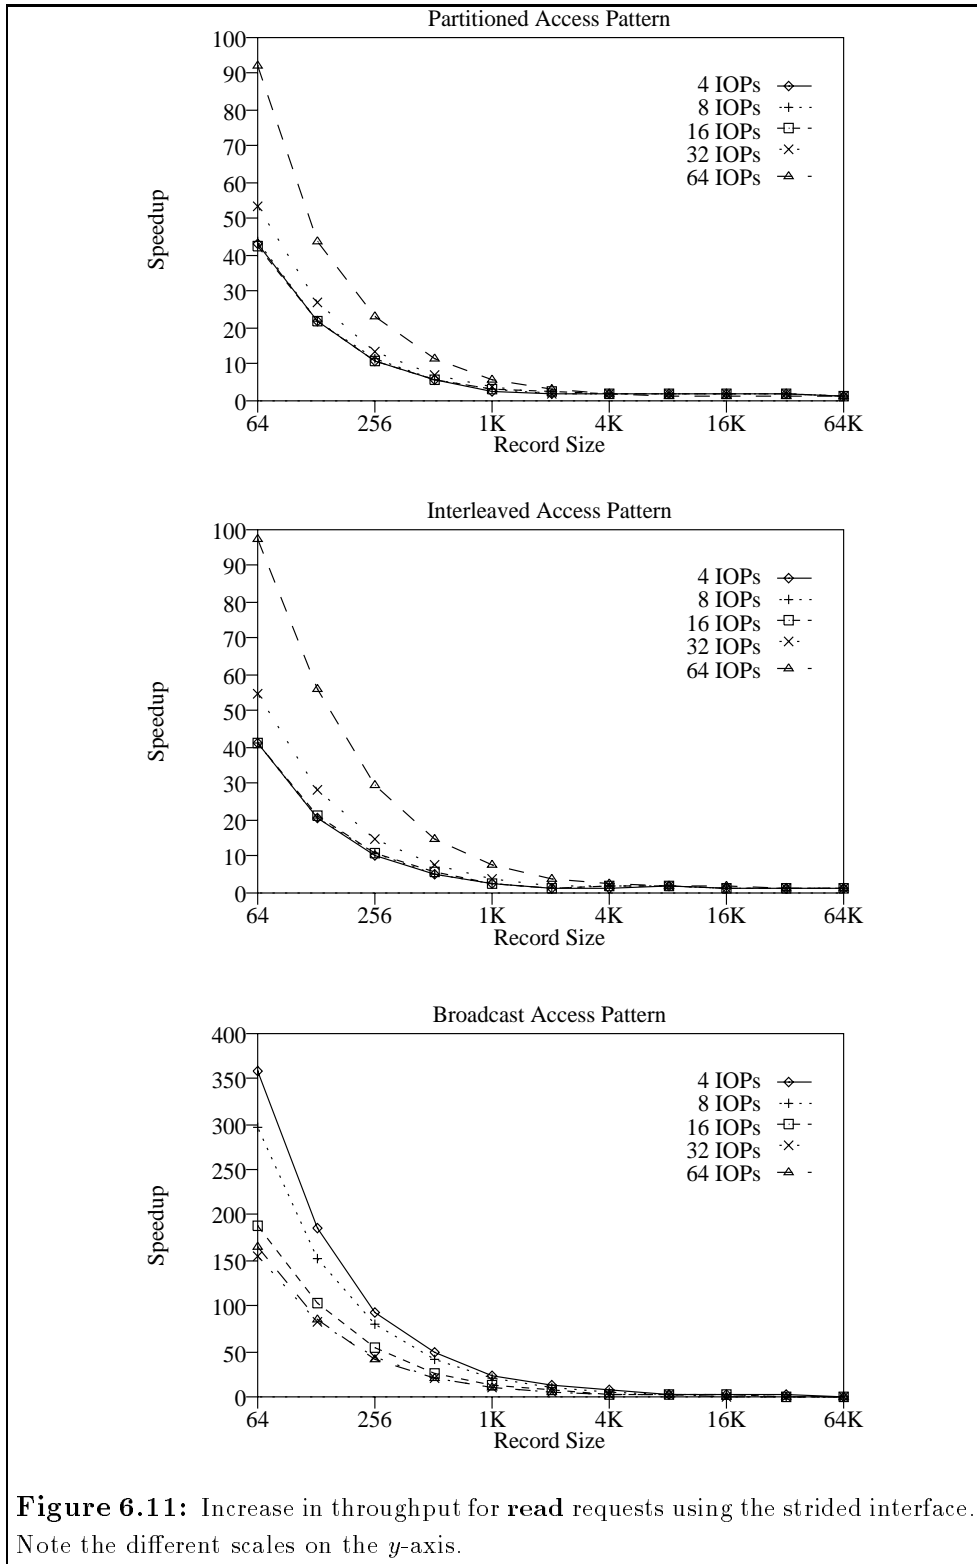 Partitioned Access Pattern
100
90
80
70
60
50
40
30
20
10
0
Speedup
4 IOPs
8 IOPs
16 IOPs
32 IOPs
64 IOPs
64 256 1K 4K 16K 64K
Record Size
Interleaved Access Pattern
100
90
80
70
60
50
40
30
20
10
0
Speedup
4 IOPs
8 IOPs
16 IOPs
32 IOPs
64 IOPs
64 256 1K 4K 16K 64K
Record Size
Broadcast Access Pattern
400
350
300
250
200
150
100
50
0
Speedup
4 IOPs
8 IOPs
16 IOPs
32 IOPs
64 IOPs
64 256 1K 4K 16K 64K
Record Size
Figure 6.11: Increase in throughput for read requests using the strided interface.
Note the different scales on the y-axis.